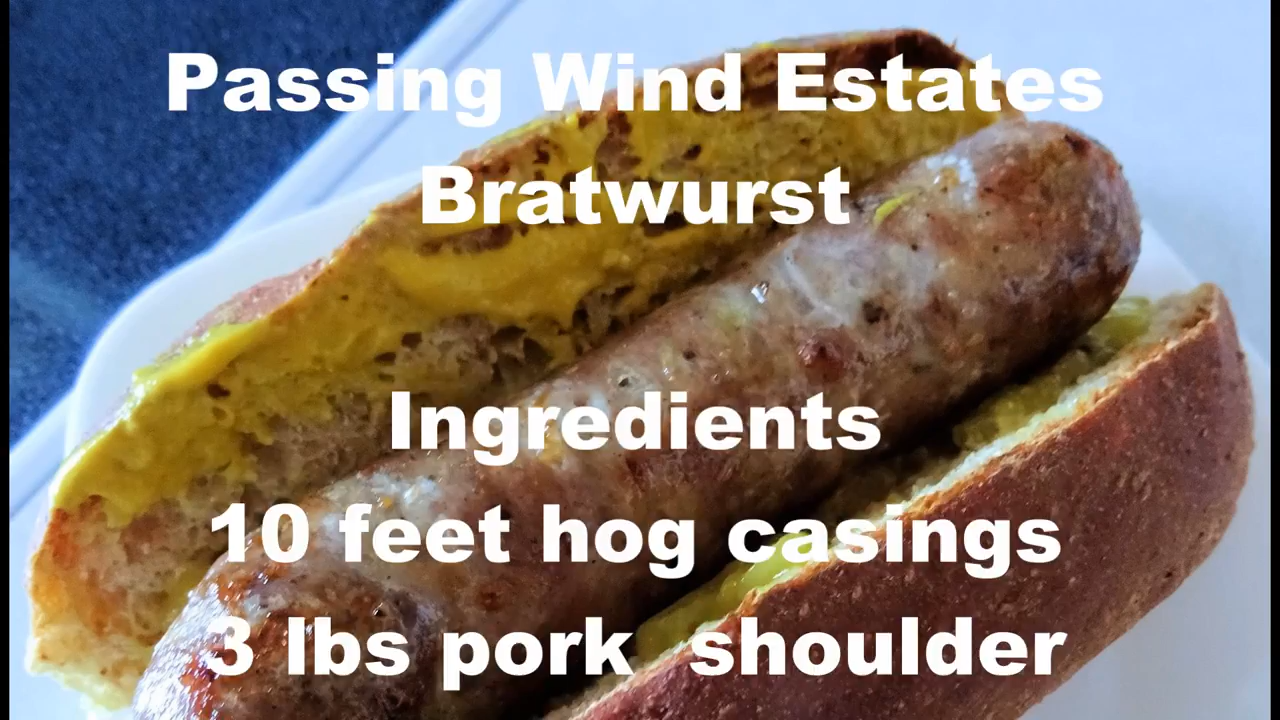 Passing Wind Estates
Bratwurst
Ingredients
10 feet hog casings
3 lbs pork shoulder